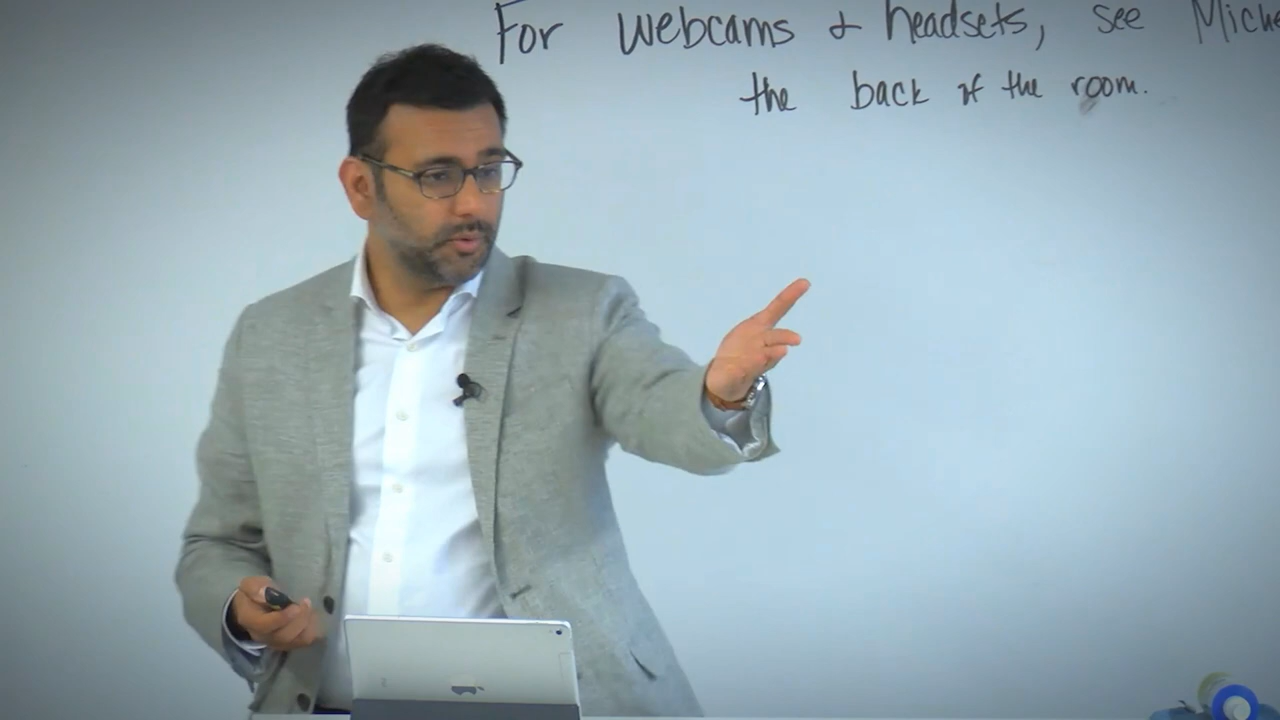 For webcams & headsets, see Miche
the back of the room.